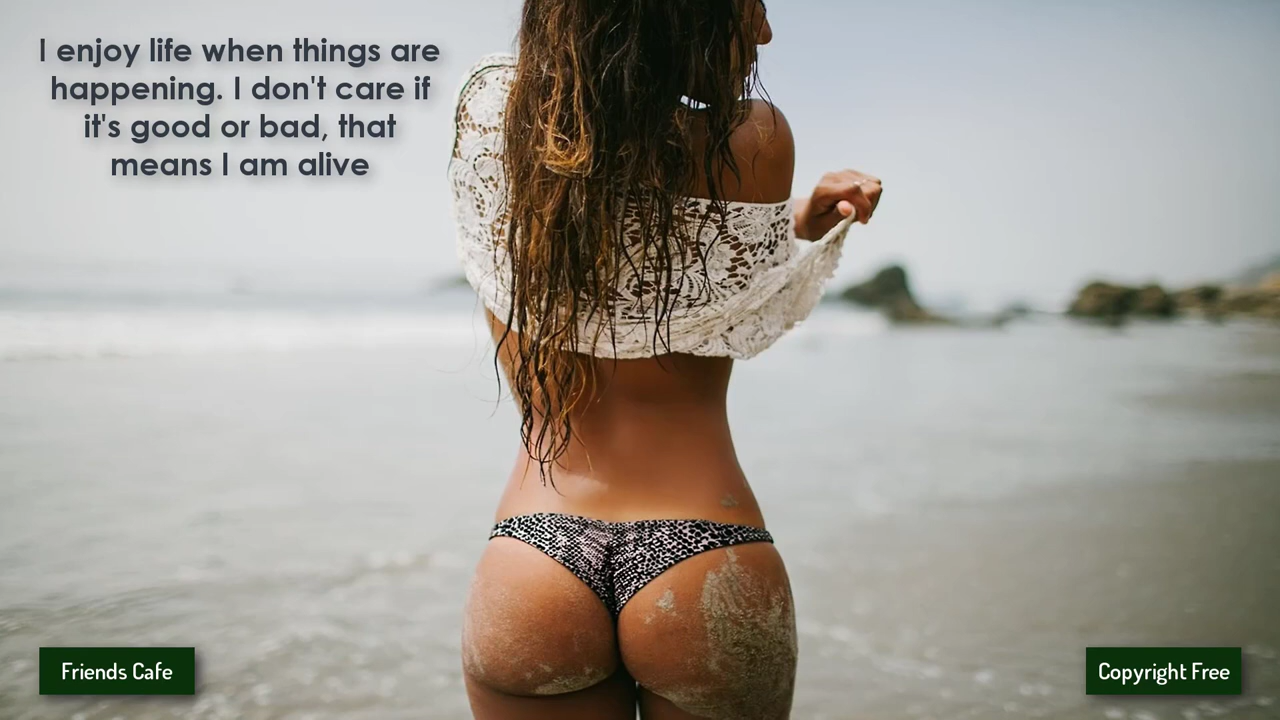 I enjoy life when things are
happening. I don't care if
it's good or bad, that
means I am alive
Friends Cafe
Copyright Free